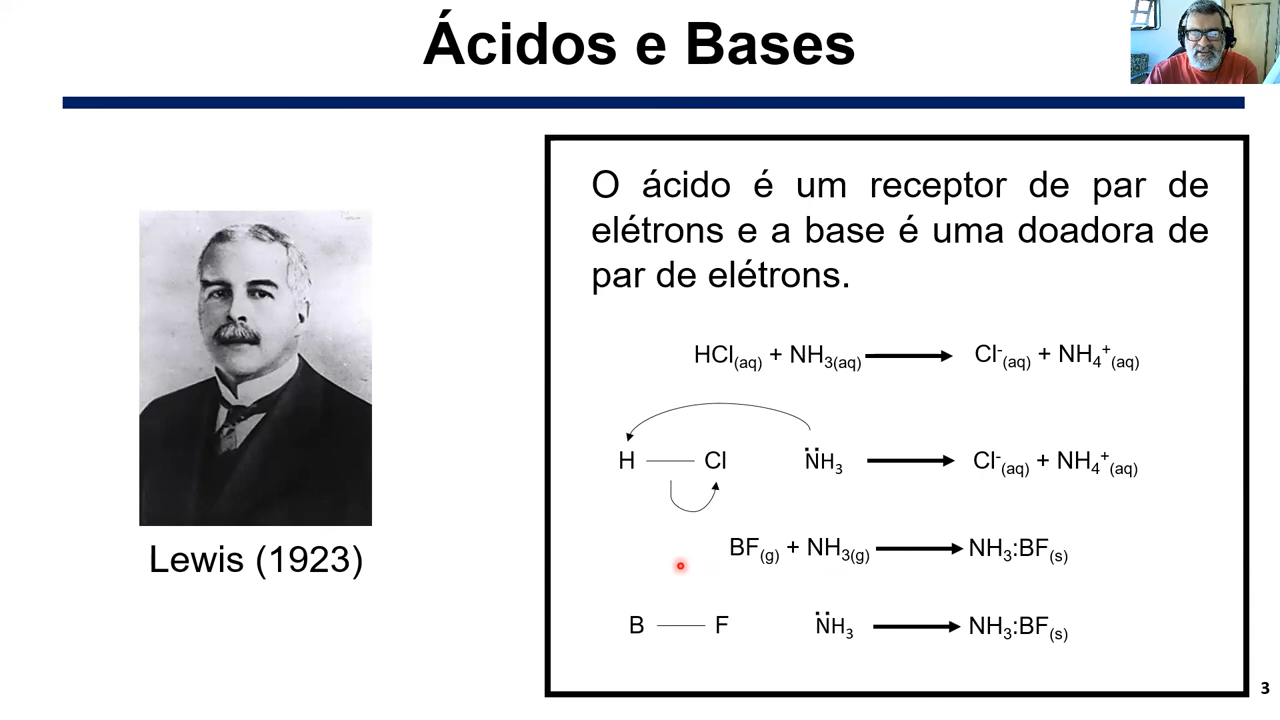 Ácidos e Bases
O ácido é um receptor de par de
elétrons e a base é uma doadora de
par de elétrons.
HCl(aq) + NH3(aq) ⟶ Cl-(aq) + NH4+(aq)
H — Cl N̈H3 ⟶ Cl-(aq) + NH4+(aq)
BF(g) + NH3(g) ⟶ NH3:BF(s)
B — F N̈H3 ⟶ NH3:BF(s)
Lewis (1923)
3